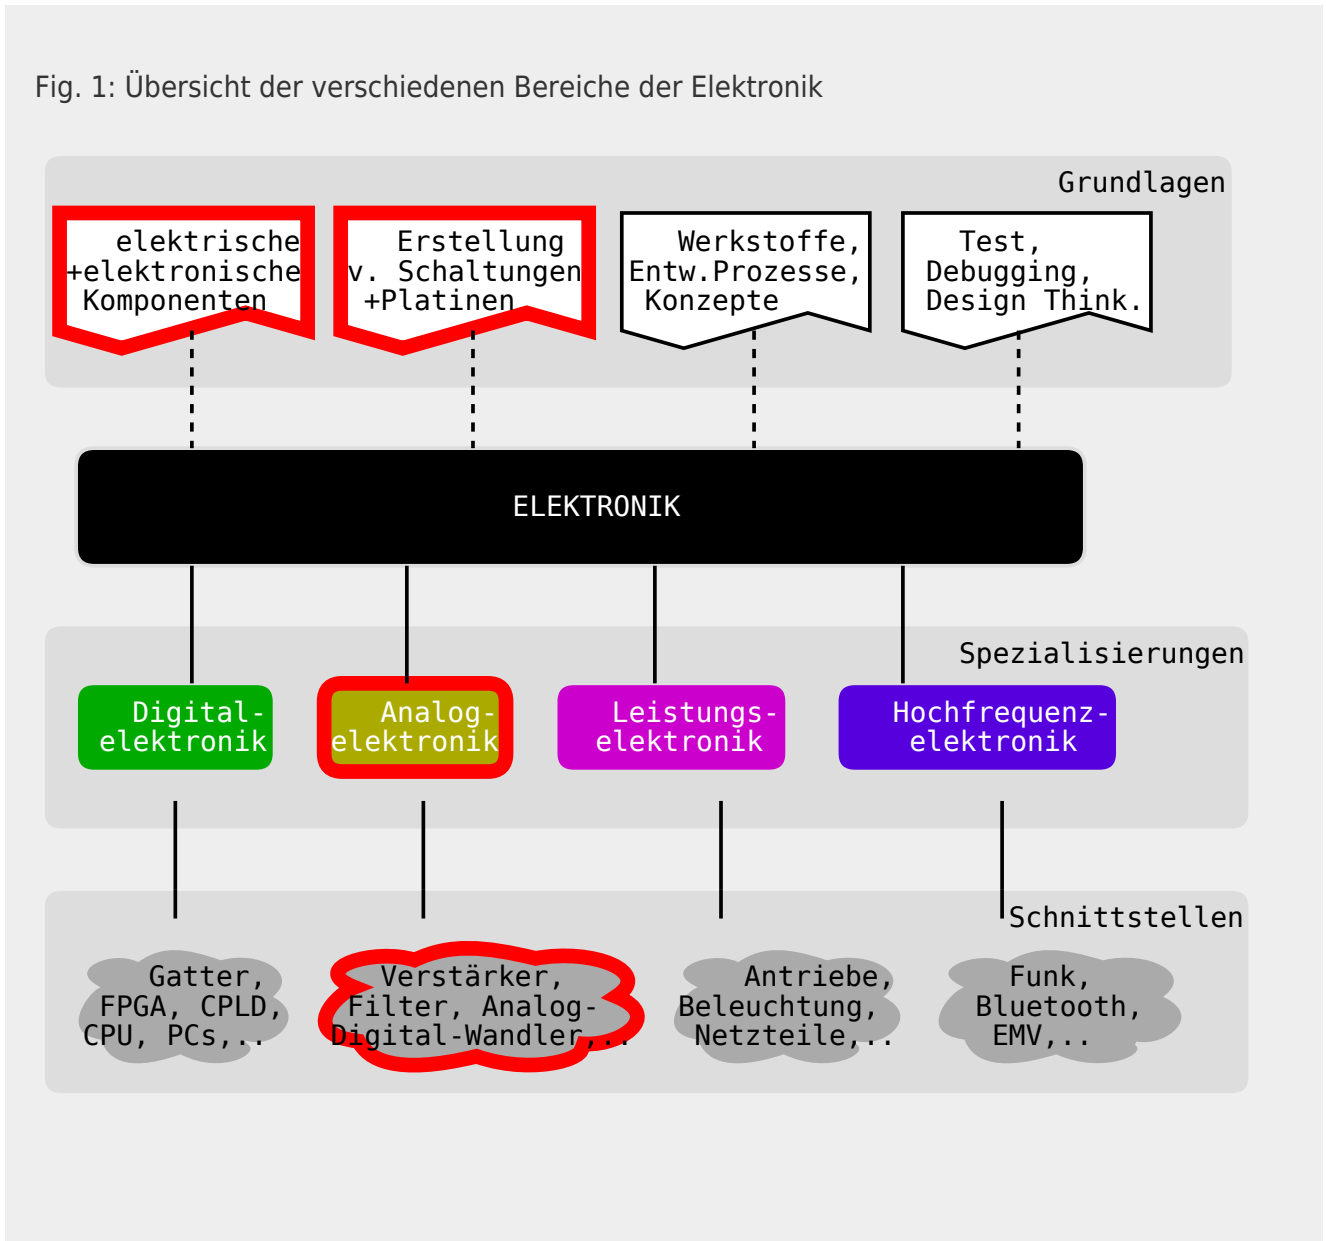 Fig. 1: Übersicht der verschiedenen Bereiche der Elektronik
Grundlagen
elektrische
+elektronische
Komponenten
Erstellung
v. Schaltungen
+Platinen
Werkstoffe,
Entw.Prozesse,
Konzepte
Test,
Debugging,
Design Think.
ELEKTRONIK
Spezialisierungen
Digital-
elektronik
Analog-
elektronik
Leistungs-
elektronik
Hochfrequenz-
elektronik
Schnittstellen
Gatter,
FPGA, CPLD,
CPU, PCs,..
Verstärker,
Filter, Analog-
Digital-Wandler,..
Antriebe,
Beleuchtung,
Netzteile,..
Funk,
Bluetooth,
EMV,..